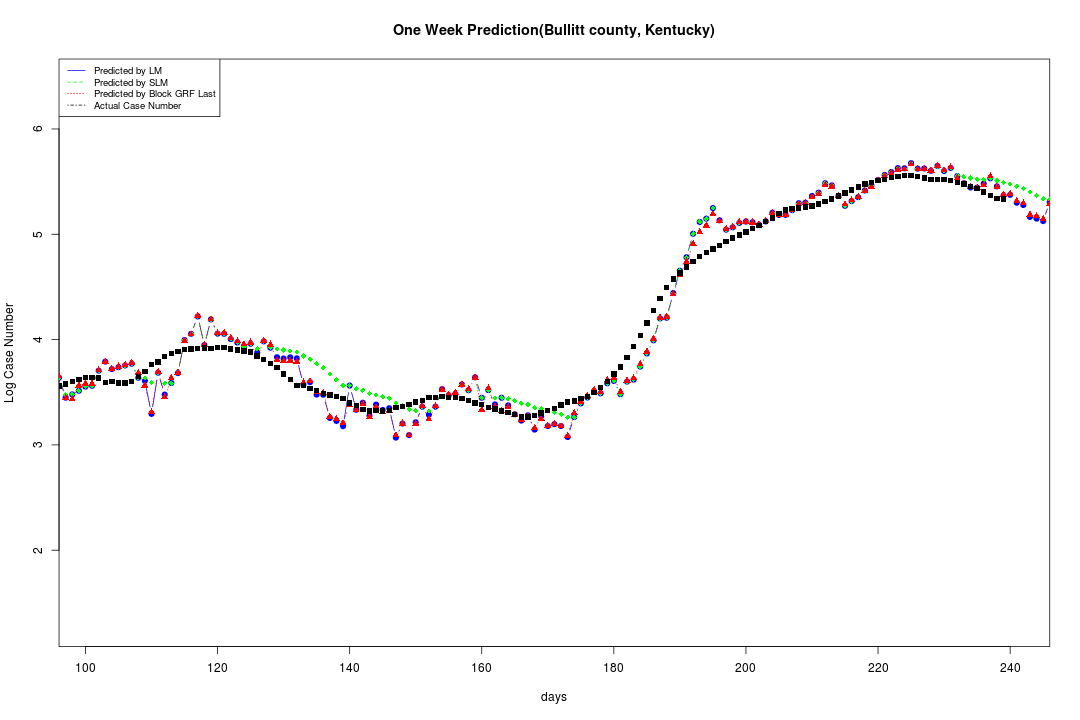 One Week Prediction(Bullitt county, Kentucky)
Predicted by LM
Predicted by SLM
Predicted by Block GRF Last
Actual Case Number
6
5
4
3
2
Log Case Number
100 120 140 160 180 200 220 240
days